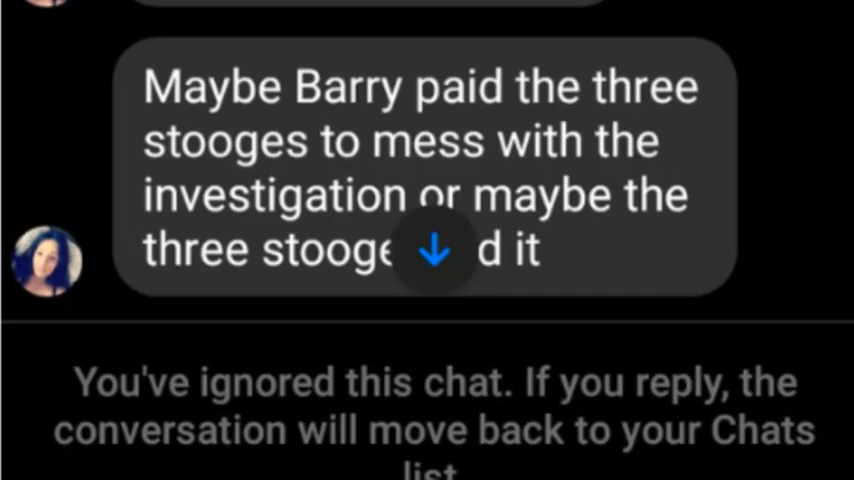 Maybe Barry paid the three
stooges to mess with the
investigation or maybe the
three it
You've ignored this chat. If you reply, the
conversation will move back to your Chats
list